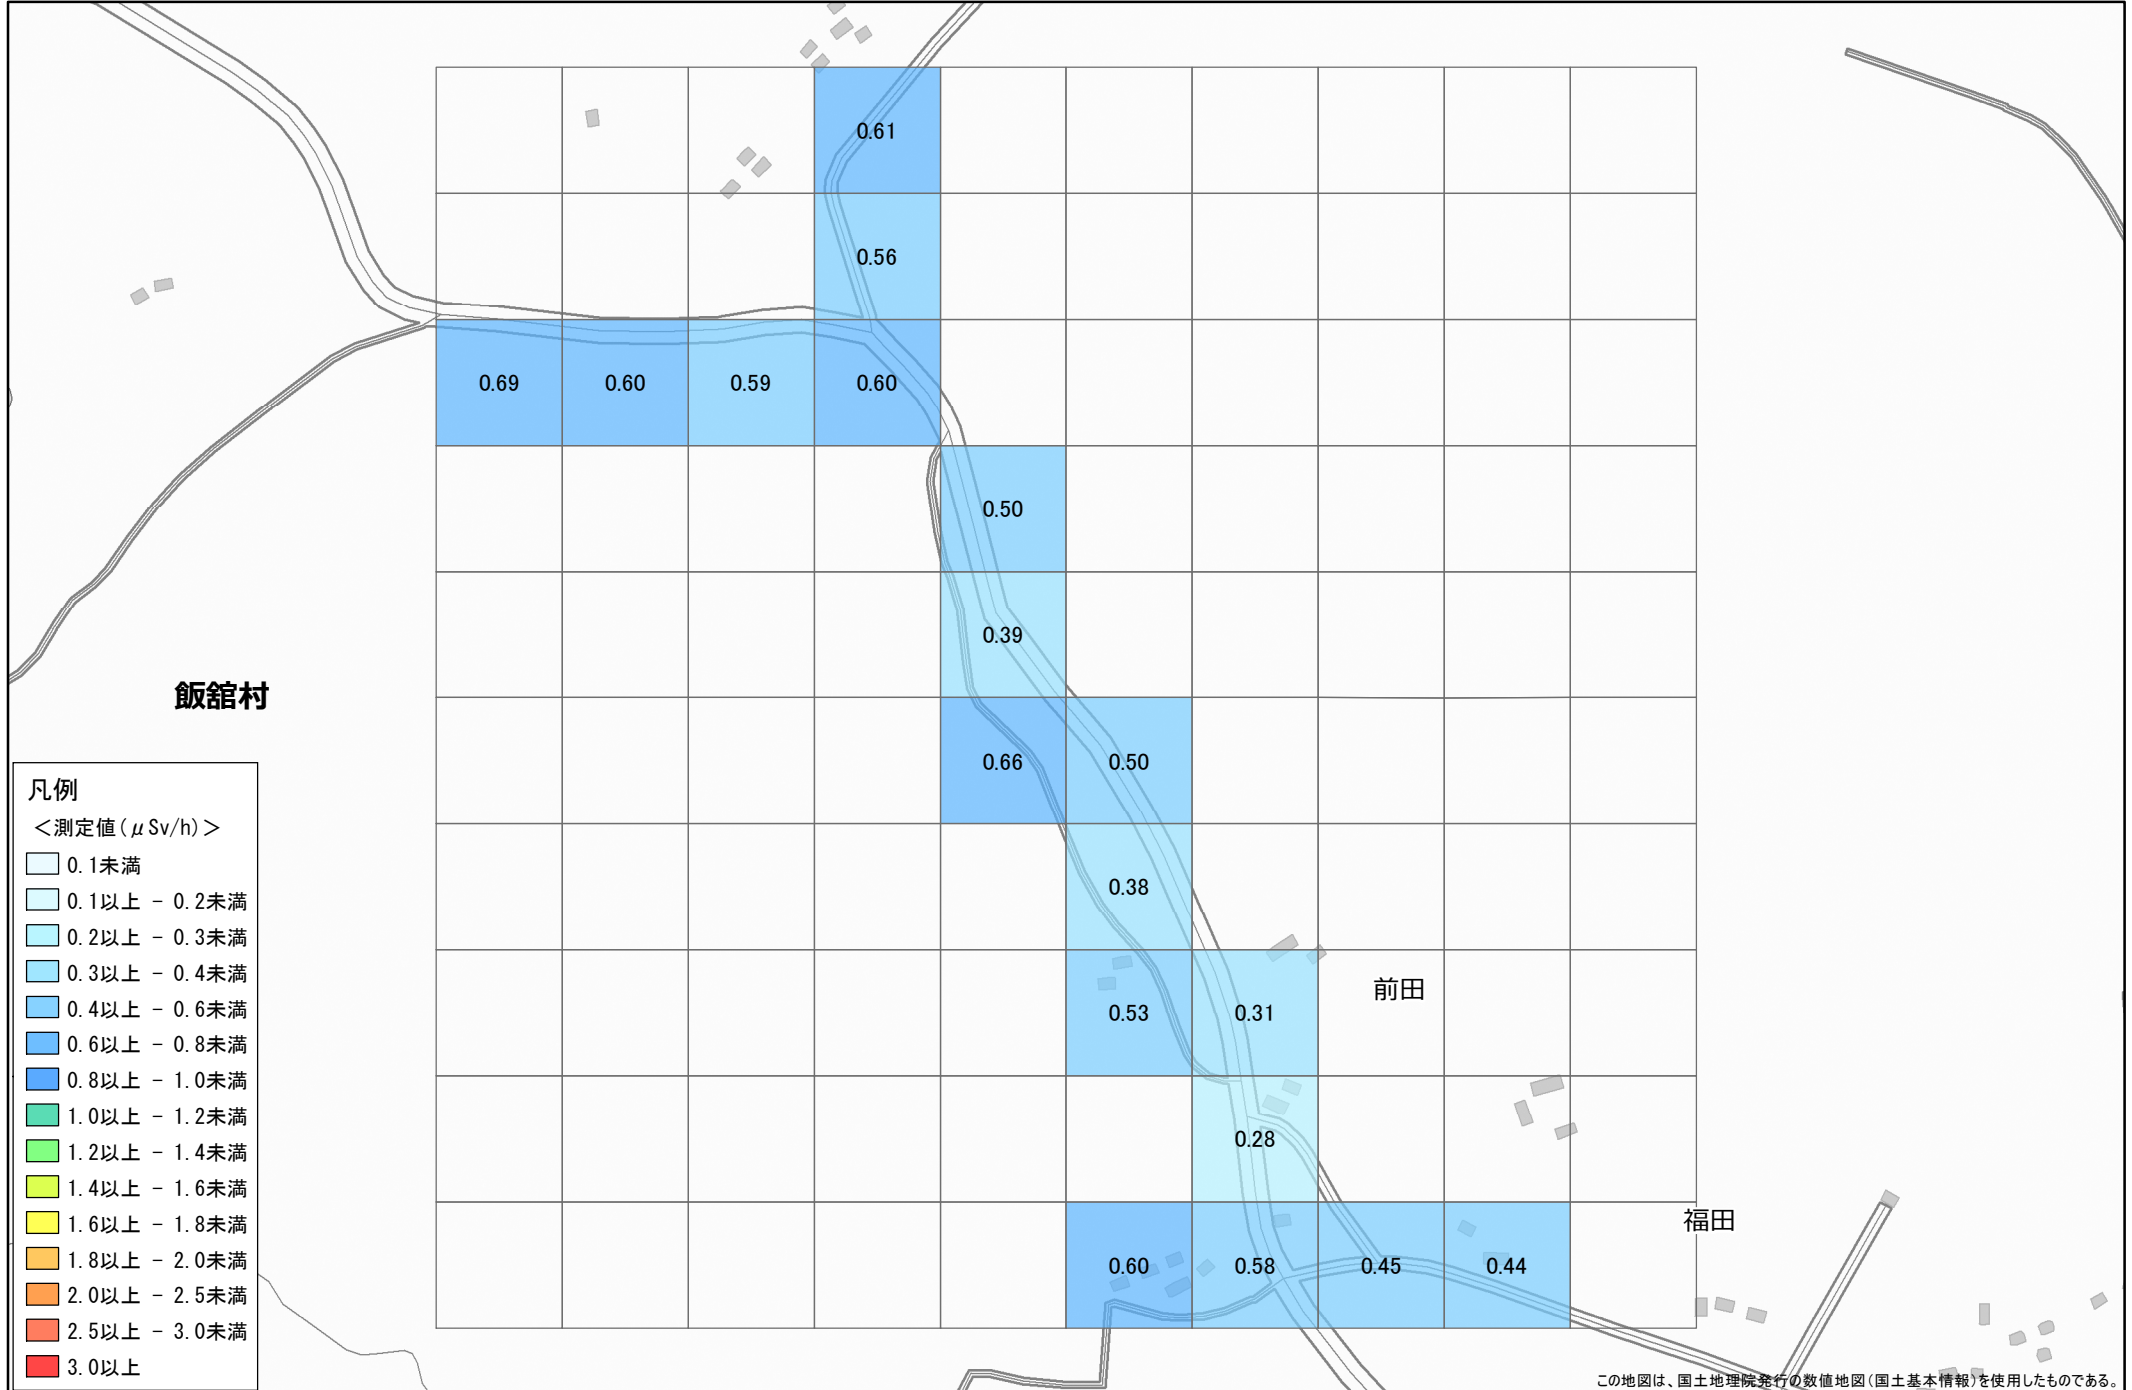 0.61
0.56
0.69 0.60 0.59 0.60
0.50
0.39
飯舘村
0.66 0.50
0.38
前田
0.53 0.31
0.28
福田
0.60 0.58 0.45 0.44
凡例
＜測定値(μSv/h)＞
0.1未満
0.1以上 － 0.2未満
0.2以上 － 0.3未満
0.3以上 － 0.4未満
0.4以上 － 0.6未満
0.6以上 － 0.8未満
0.8以上 － 1.0未満
1.0以上 － 1.2未満
1.2以上 － 1.4未満
1.4以上 － 1.6未満
1.6以上 － 1.8未満
1.8以上 － 2.0未満
2.0以上 － 2.5未満
2.5以上 － 3.0未満
3.0以上
この地図は、国土地理院発行の数値地図(国土基本情報)を使用したものである。